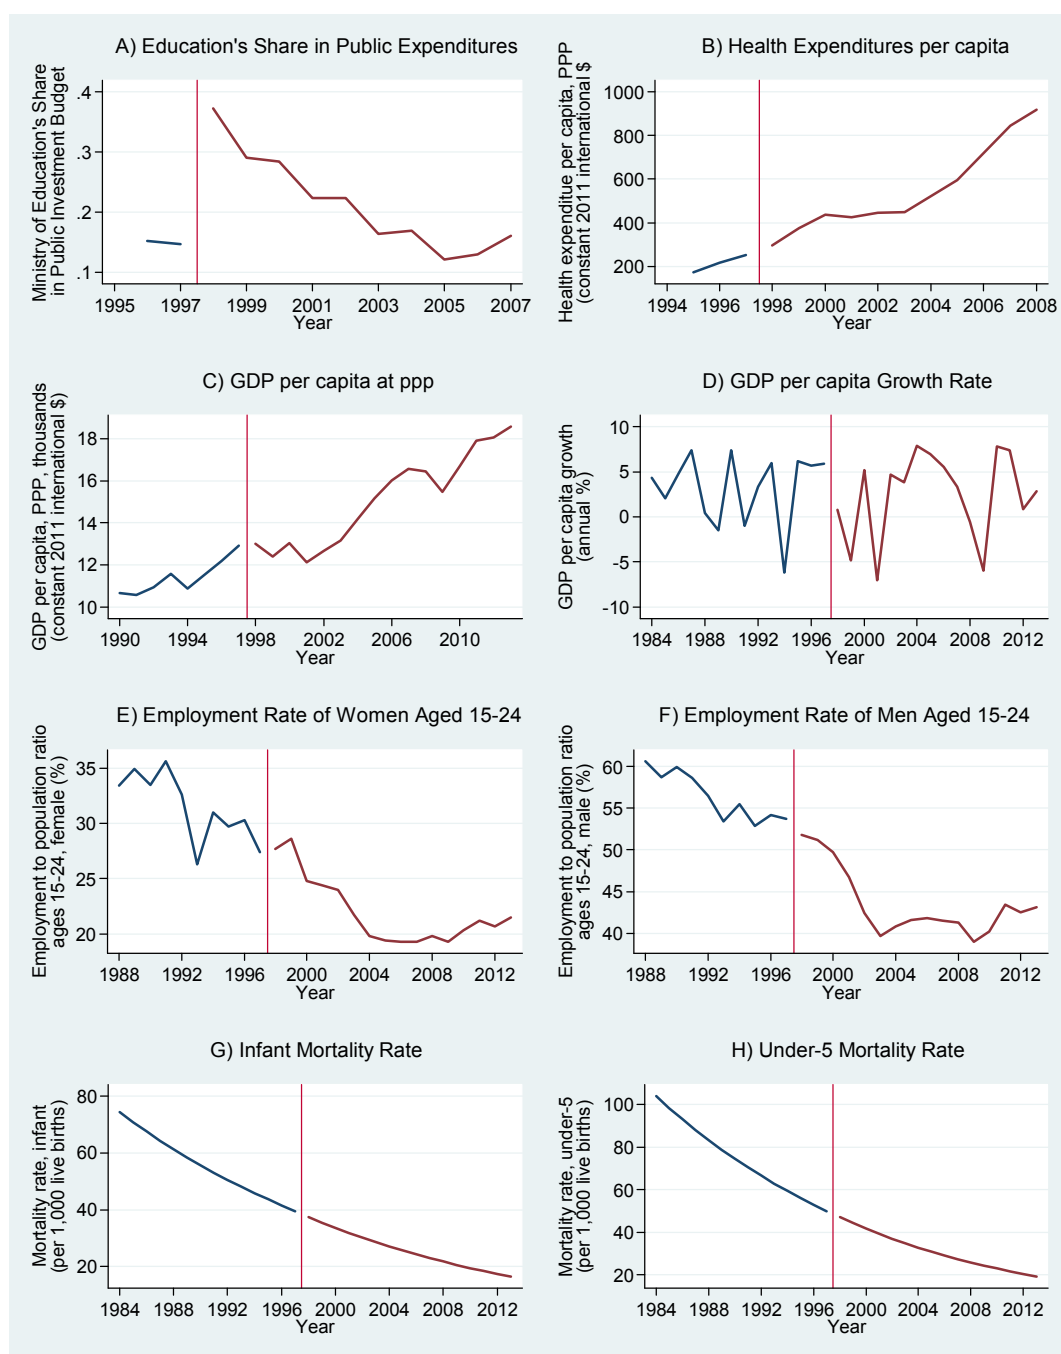 A) Education's Share in Public Expenditures
Ministry of Education's Share
in Public Investment Budget
.4
.3
.2
.1
1995 1997 1999 2001 2003 2005 2007
Year
B) Health Expenditures per capita
Health expenditue per capita, PPP
(constant 2011 international $
1000
800
600
400
200
1994 1996 1998 2000 2002 2004 2006 2008
Year
C) GDP per capita at ppp
GDP per capita, PPP, thousands
(constant 2011 international $)
18
16
14
12
10
1990 1994 1998 2002 2006 2010
Year
D) GDP per capita Growth Rate
GDP per capita growth
(annual %)
10
5
0
-5
-10
1984 1988 1992 1996 2000 2004 2008 2012
Year
E) Employment Rate of Women Aged 15-24
Employment to population ratio
ages 15-24, female (%)
35
30
25
20
1988 1992 1996 2000 2004 2008 2012
Year
F) Employment Rate of Men Aged 15-24
Employment to population ratio
ages 15-24, male (%)
60
55
50
45
40
1988 1992 1996 2000 2004 2008 2012
Year
G) Infant Mortality Rate
Mortality rate, infant
(per 1,000 live births)
80
60
40
20
1984 1988 1992 1996 2000 2004 2008 2012
Year
H) Under-5 Mortality Rate
Mortality rate, under-5
(per 1,000 live births)
100
80
60
40
20
1984 1988 1992 1996 2000 2004 2008 2012
Year